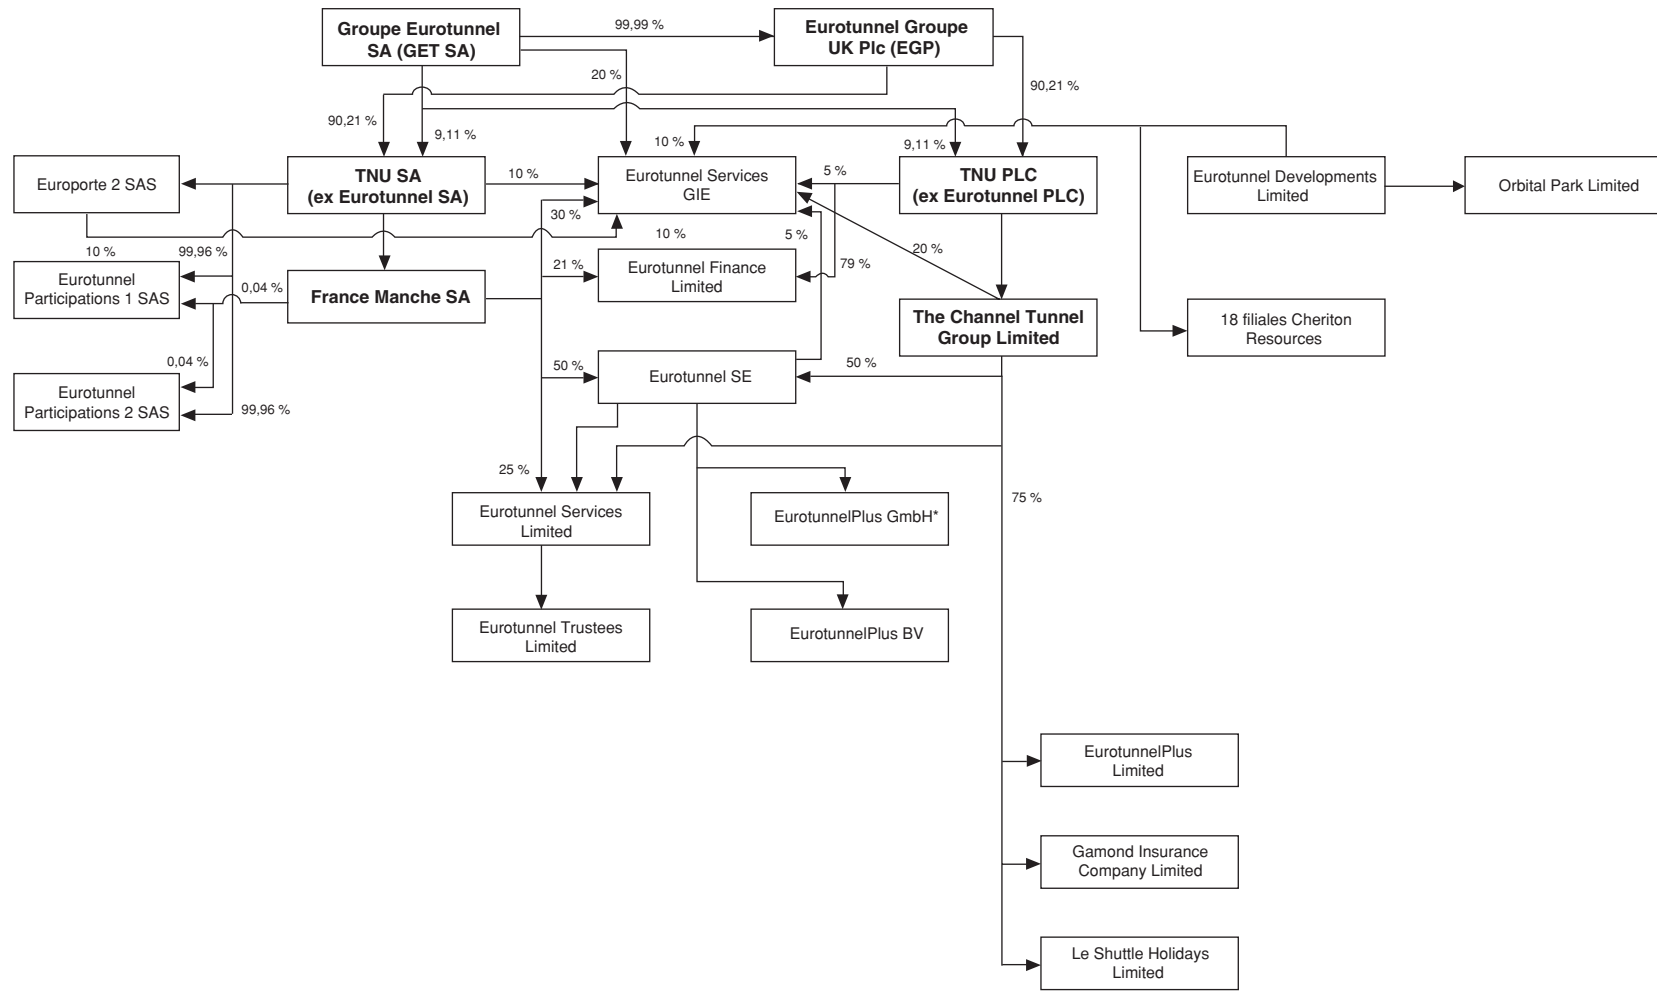 Groupe Eurotunnel
SA (GET SA)
99,99 %
Eurotunnel Groupe
UK Plc (EGP)
20 %
90,21 %
90,21 %
9,11 %
10 %
9,11 %
Europorte 2 SAS
TNU SA
(ex Eurotunnel SA)
10 %
30 %
Eurotunnel Services
GIE
5 %
TNU PLC
(ex Eurotunnel PLC)
Eurotunnel Developments
Limited
Orbital Park Limited
10 %
99,96 %
10 %
5 %
20 %
Eurotunnel
Participations 1 SAS
0,04 %
France Manche SA
21 %
Eurotunnel Finance
Limited
79 %
The Channel Tunnel
Group Limited
18 filiales Cheriton
Resources
0,04 %
Eurotunnel
Participations 2 SAS
99,96 %
50 %
Eurotunnel SE
50 %
25 %
75 %
Eurotunnel Services
Limited
EurotunnelPlus GmbH*
Eurotunnel Trustees
Limited
EurotunnelPlus BV
EurotunnelPlus
Limited
Gamond Insurance
Company Limited
Le Shuttle Holidays
Limited